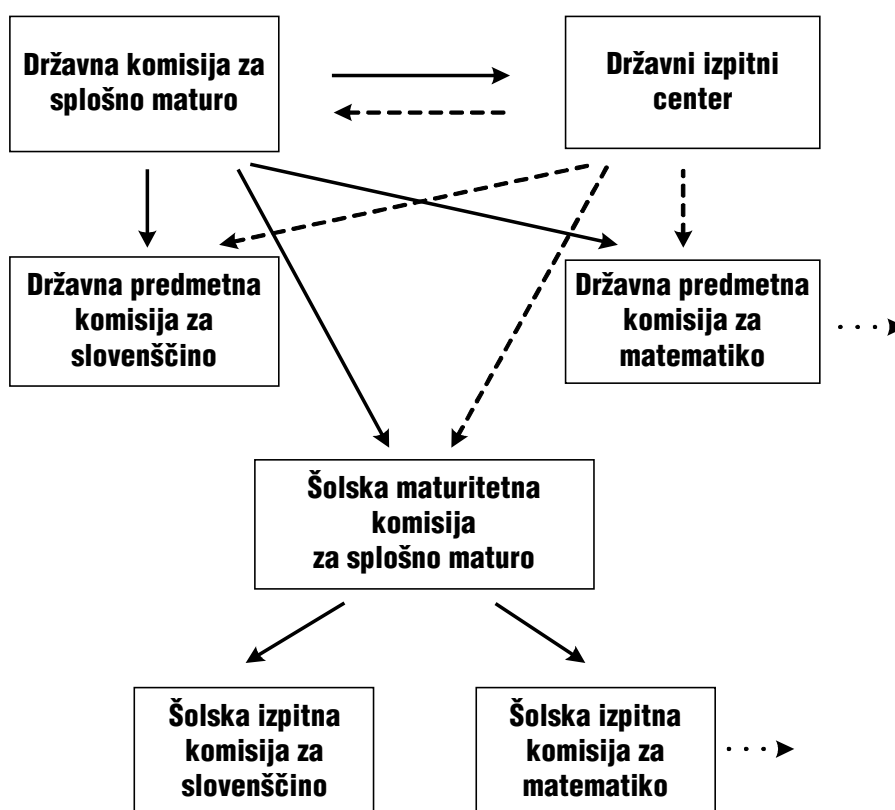 Državna komisija za
splošno maturo
Državni izpitni
center
Državna predmetna
komisija za
slovenščino
Državna predmetna
komisija za
matematiko
Šolska maturitetna
komisija
za splošno maturo
Šolska izpitna
komisija za
slovenščino
Šolska izpitna
komisija za
matematiko